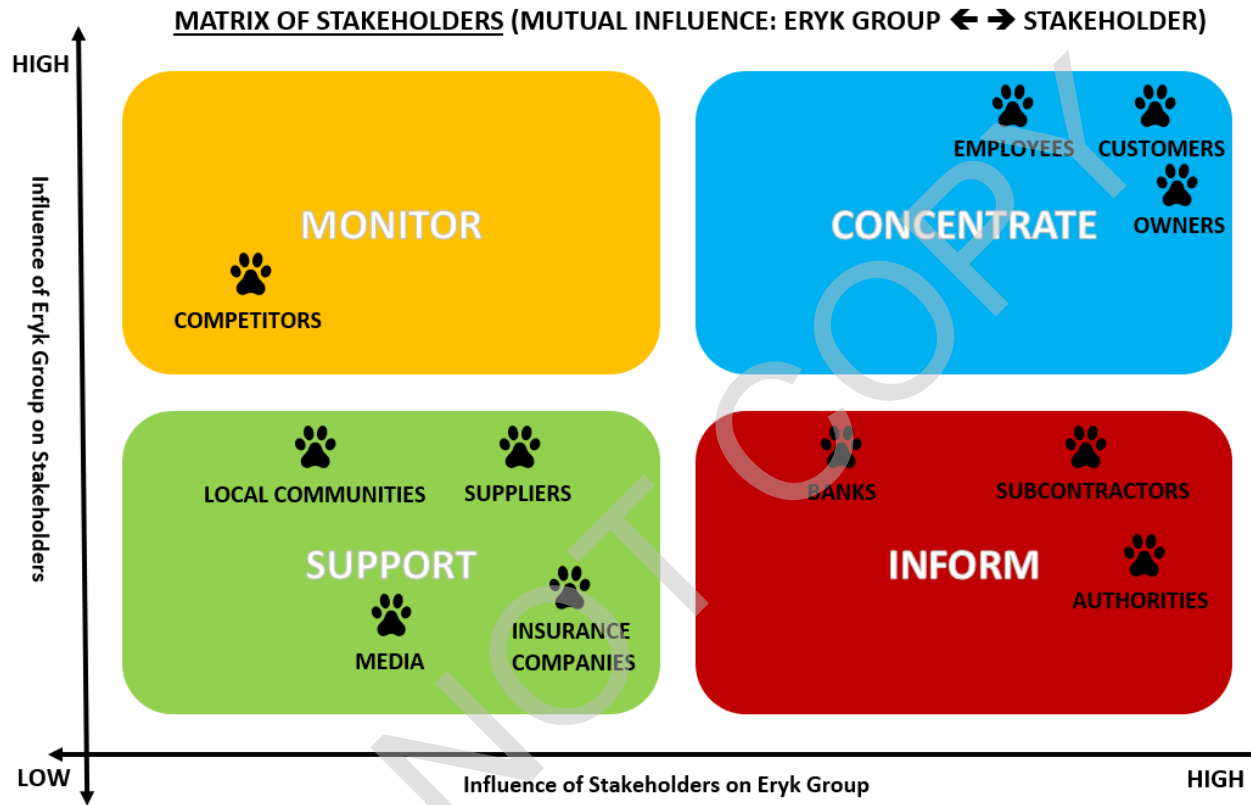 MATRIX OF STAKEHOLDERS (MUTUAL INFLUENCE: ERYK GROUP ← → STAKEHOLDER)
HIGH
Influence of Eryk Group on Stakeholders
MONITOR
COMPETITORS
CONCENTRATE
EMPLOYEES
CUSTOMERS
OWNERS
SUPPORT
LOCAL COMMUNITIES
SUPPLIERS
MEDIA
INSURANCE
COMPANIES
INFORM
BANKS
SUBCONTRACTORS
AUTHORITIES
LOW
Influence of Stakeholders on Eryk Group
HIGH
NOT COPY